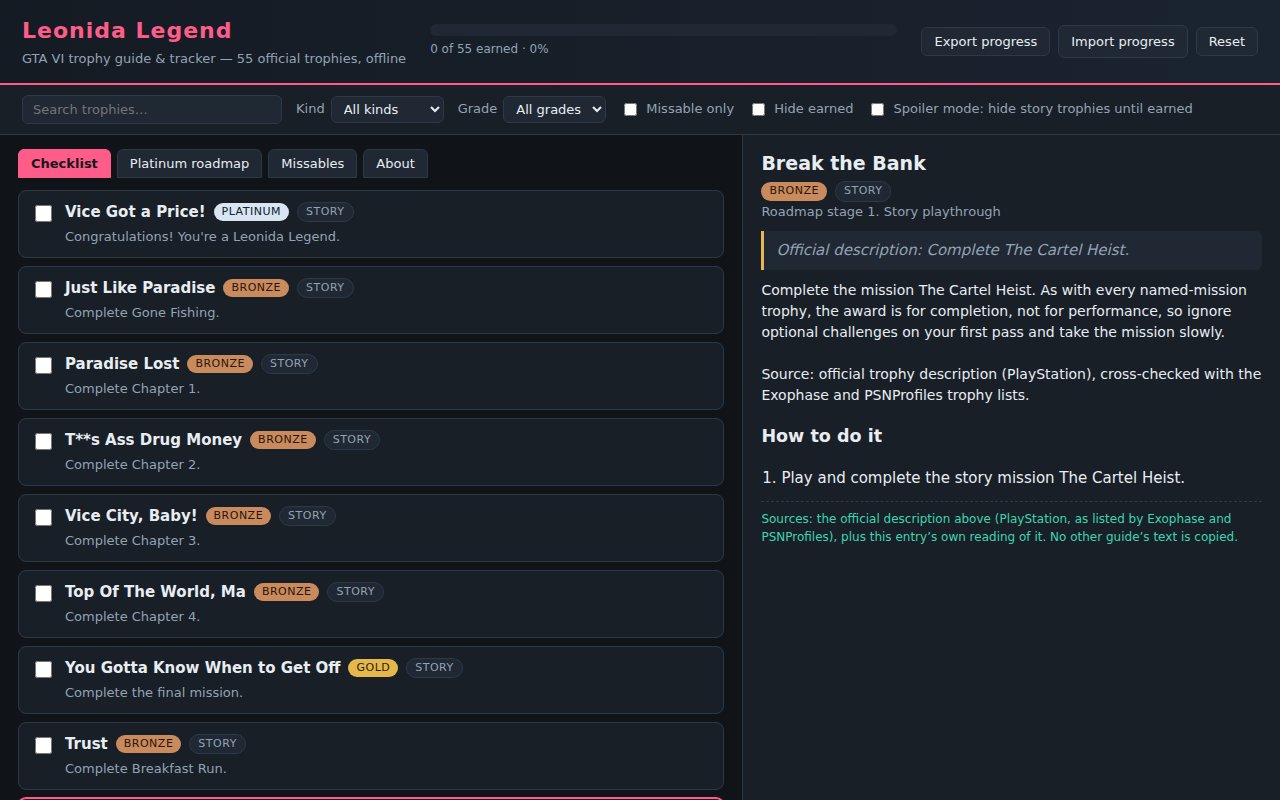 Leonida Legend
GTA VI trophy guide & tracker — 55 official trophies, offline
0 of 55 earned · 0%
Export progress
Import progress
Reset
Search trophies…
Kind
All kinds
Grade
All grades
Missable only
Hide earned
Spoiler mode: hide story trophies until earned
Checklist
Platinum roadmap
Missables
About
Vice Got a Price! PLATINUM STORY
Congratulations! You're a Leonida Legend.
Just Like Paradise BRONZE STORY
Complete Gone Fishing.
Paradise Lost BRONZE STORY
Complete Chapter 1.
T**s Ass Drug Money BRONZE STORY
Complete Chapter 2.
Vice City, Baby! BRONZE STORY
Complete Chapter 3.
Top Of The World, Ma BRONZE STORY
Complete Chapter 4.
You Gotta Know When to Get Off GOLD STORY
Complete the final mission.
Trust BRONZE STORY
Complete Breakfast Run.
Break the Bank
BRONZE STORY
Roadmap stage 1. Story playthrough
Official description: Complete The Cartel Heist.
Complete the mission The Cartel Heist. As with every named-mission
trophy, the award is for completion, not for performance, so ignore
optional challenges on your first pass and take the mission slowly.
Source: official trophy description (PlayStation), cross-checked with the
Exophase and PSNProfiles trophy lists.
How to do it
1. Play and complete the story mission The Cartel Heist.
Sources: the official description above (PlayStation, as listed by Exophase and
PSNProfiles), plus this entry’s own reading of it. No other guide’s text is copied.